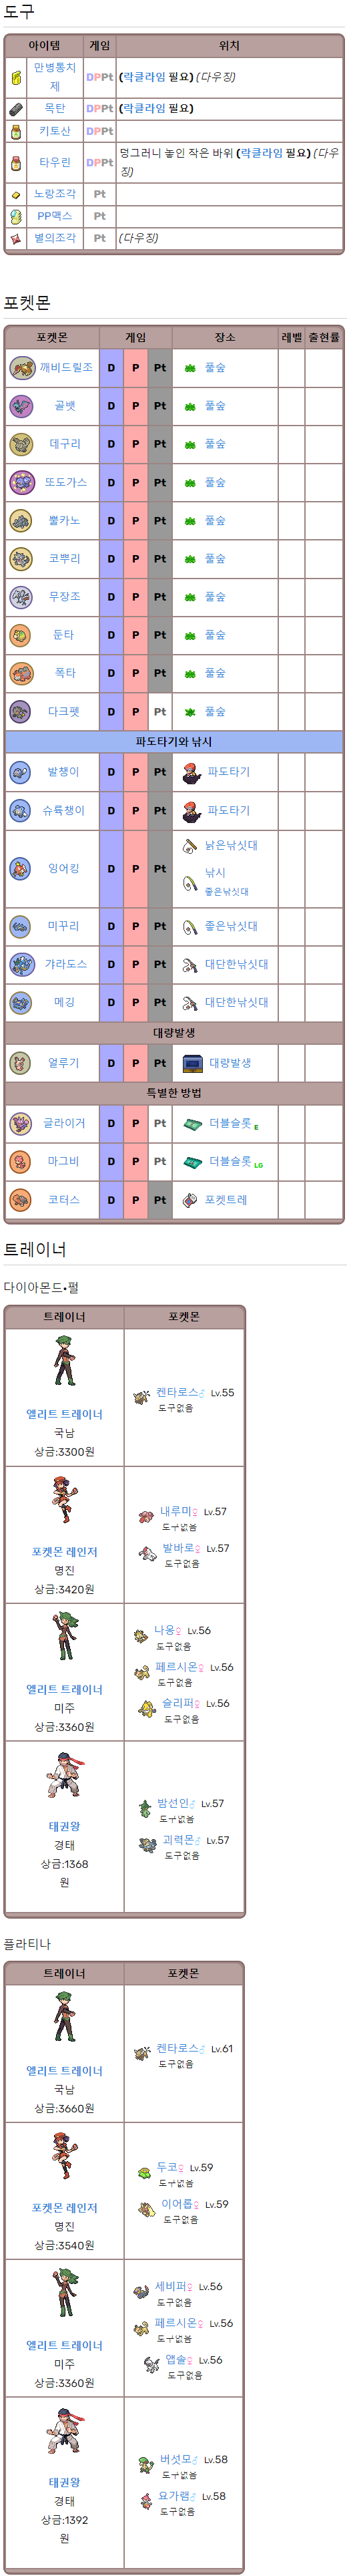 도구
아이템 게임 위치
만병통치제 DPPt (락클라임 필요) (다우징)
목탄 DPPt (락클라임 필요)
키토산 DPPt
타우린 DPPt 덩그러니 놓인 작은 바위 (락클라임 필요) (다우징)
노랑조각 Pt
PP맥스 Pt
별의조각 Pt (다우징)
포켓몬
포켓몬 게임 장소 레벨 출현률
깨비드릴조 D P Pt 풀숲
골뱃 D P Pt 풀숲
데구리 D P Pt 풀숲
또도가스 D P Pt 풀숲
뿔카노 D P Pt 풀숲
코뿌리 D P Pt 풀숲
무장조 D P Pt 풀숲
둔타 D P Pt 풀숲
폭타 D P Pt 풀숲
다크펫 D P Pt 풀숲
파도타기와 낚시
발챙이 D P Pt 파도타기
슈륙챙이 D P Pt 파도타기
잉어킹 D P Pt 낡은낚싯대
낚시
좋은낚싯대
미꾸리 D P Pt 좋은낚싯대
갸라도스 D P Pt 대단한낚싯대
메깅 D P Pt 대단한낚싯대
대량발생
얼루기 D P Pt 대량발생
특별한 방법
글라이거 D P Pt 더블슬롯 E
마그비 D P Pt 더블슬롯 LG
코터스 D P Pt 포켓트레
트레이너
다이아몬드•펄
트레이너 포켓몬
엘리트 트레이너
국남
상금:3300원
켄타로스♂ Lv.55
도구없음
포켓몬 레인저
명진
상금:3420원
내루미♀ Lv.57
도구없음
발바로♀ Lv.57
도구없음
엘리트 트레이너
미주
상금:3360원
나옹♀ Lv.56
도구없음
페르시온♀ Lv.56
도구없음
슬리퍼♀ Lv.56
도구없음
태권왕
경태
상금:1368
원
밤선인♂ Lv.57
도구없음
괴력몬♂ Lv.57
도구없음
플라티나
트레이너 포켓몬
엘리트 트레이너
국남
상금:3660원
켄타로스♂ Lv.61
도구없음
포켓몬 레인저
명진
상금:3540원
두코♀ Lv.59
도구없음
이어롭♀ Lv.59
도구없음
엘리트 트레이너
미주
상금:3360원
세비퍼♀ Lv.56
도구없음
페르시온♀ Lv.56
도구없음
앱솔♀ Lv.56
도구없음
태권왕
경태
상금:1392
원
버섯모♂ Lv.58
도구없음
요가램♂ Lv.58
도구없음